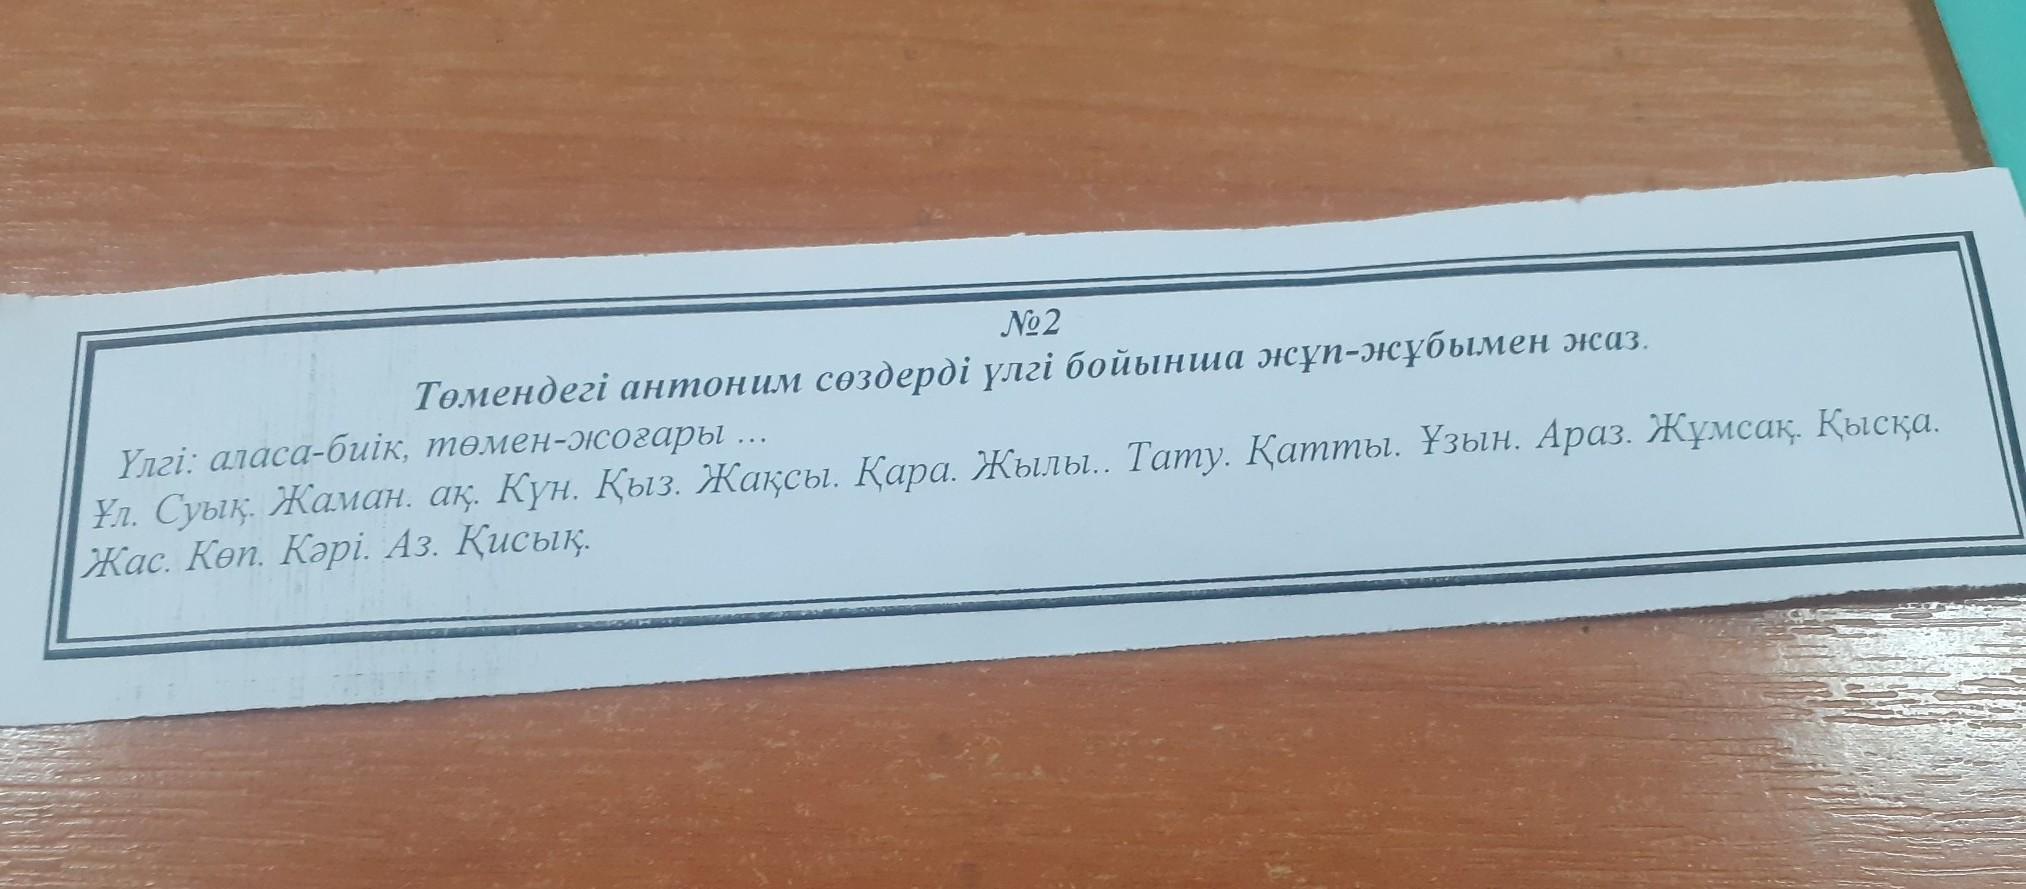 №2
Төмендегі антоним сөздерді үлгі бойынша жұп-жұбымен жаз.
Үлгі: аласа-биік, төмен-жоғары ...
Ұл. Суық. Жаман. ақ. Күн. Қыз. Жақсы. Қара. Жылы.. Тату. Қатты. Ұзын. Араз. Жұмсақ. Қысқа.
Жас. Көп. Кәрі. Аз. Қисық.